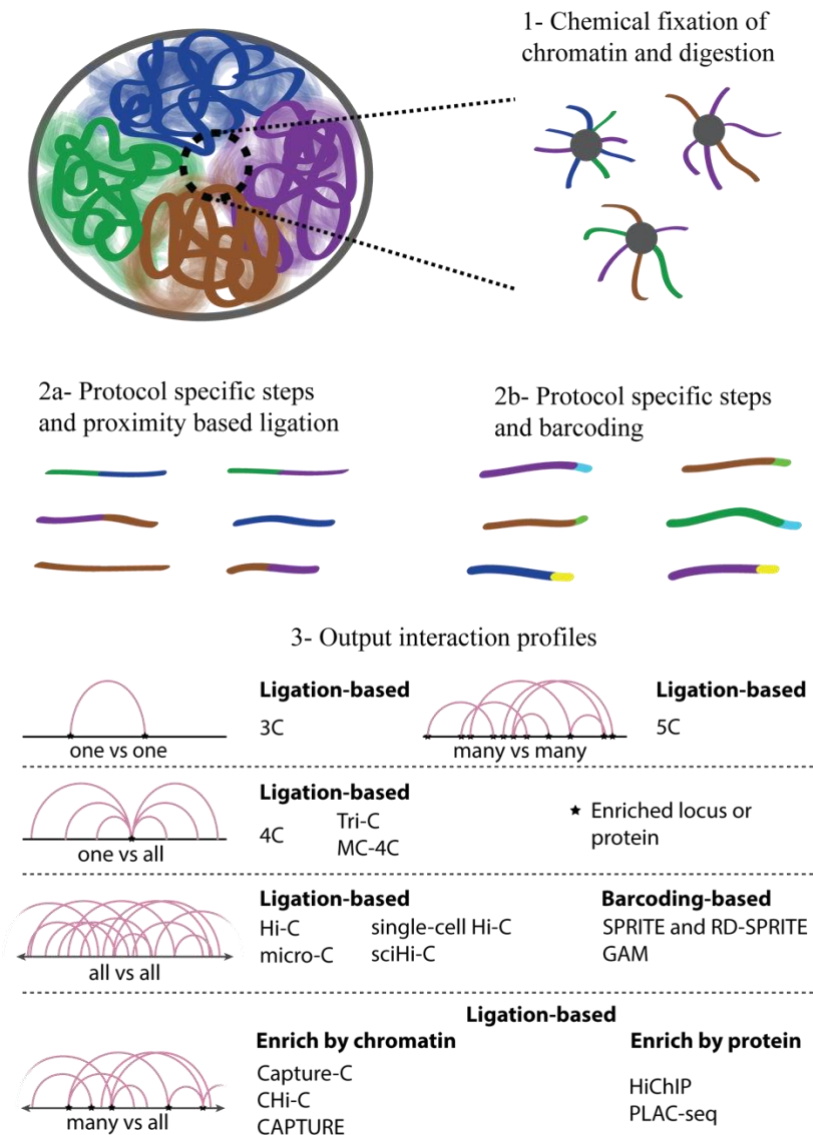 1- Chemical fixation of
chromatin and digestion
2a- Protocol specific steps
and proximity based ligation
2b- Protocol specific steps
and barcoding
3- Output interaction profiles
one vs one
Ligation-based
3C
many vs many
Ligation-based
5C
one vs all
Ligation-based
4C
Tri-C
MC-4C
★ Enriched locus or
protein
all vs all
Ligation-based
Hi-C
single-cell Hi-C
micro-C
sciHi-C
Barcoding-based
SPRITE and RD-SPRITE
GAM
Ligation-based
many vs all
Enrich by chromatin
Capture-C
CHi-C
CAPTURE
Enrich by protein
HiChIP
PLAC-seq